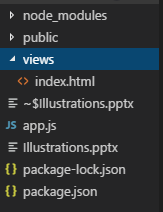 node_modules
public
views
index.html
~$Illustrations.pptx
JS app.js
Illustrations.pptx
{} package-lock.json
{} package.json